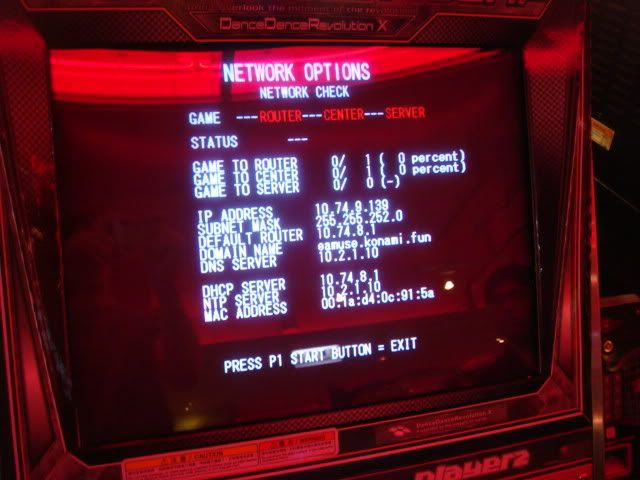 DanceDanceRevolution X
NETWORK OPTIONS
NETWORK CHECK
GAME ---ROUTER---CENTER---SERVER
STATUS ---
GAME TO ROUTER 0/ 1 ( 0 percent)
GAME TO CENTER 0/ 1 ( 0 percent)
GAME TO SERVER 0/ 0 (-)
IP ADDRESS 10.74.9.139
SUBNET MASK 255.255.252.0
DEFAULT ROUTER 10.74.8.1
DOMAIN NAME eamuse.konami.fun
DNS SERVER 10.2.1.10
DHCP SERVER 10.74.8.1
NTP SERVER 10.2.1.10
MAC ADDRESS 00:1a:d4:0c:91:5a
PRESS P1 START BUTTON = EXIT
DanceDanceRevolution X
CAUTION
PLAYER2